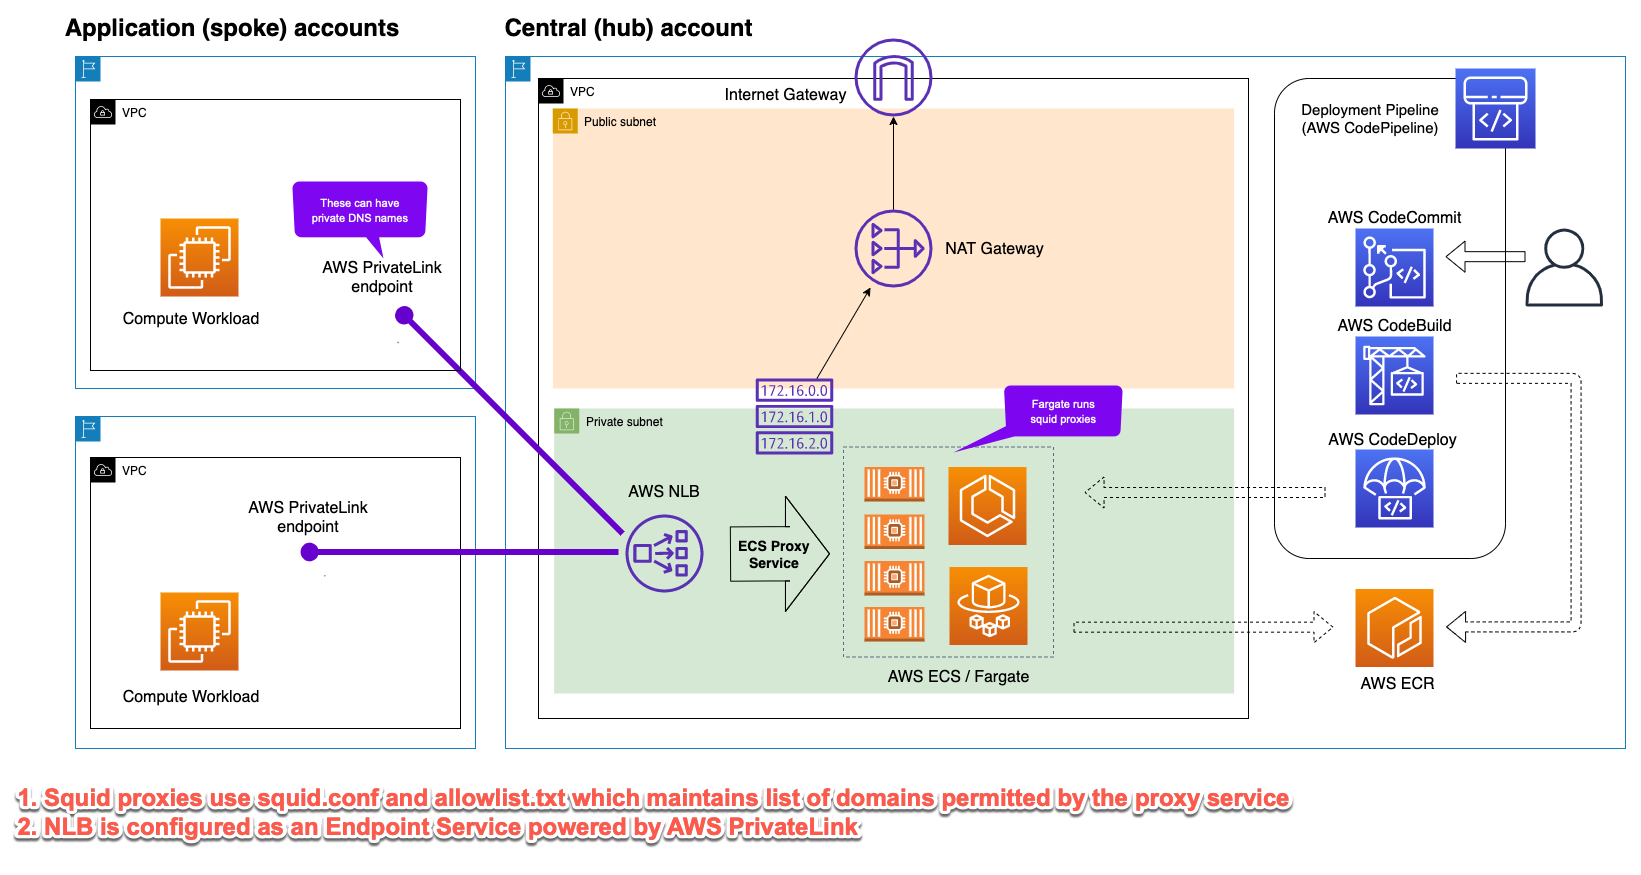 Application (spoke) accounts
Central (hub) account
VPC
These can have
private DNS names
AWS PrivateLink
endpoint
Compute Workload
VPC
AWS PrivateLink
endpoint
Compute Workload
VPC
Internet Gateway
Public subnet
NAT Gateway
172.16.0.0
172.16.1.0
172.16.2.0
Private subnet
Fargate runs
squid proxies
AWS NLB
ECS Proxy
Service
AWS ECS / Fargate
Deployment Pipeline
(AWS CodePipeline)
</>
AWS CodeCommit
</>
AWS CodeBuild
</>
AWS CodeDeploy
</>
AWS ECR
1. Squid proxies use squid.conf and allowlist.txt which maintains list of domains permitted by the proxy service
2. NLB is configured as an Endpoint Service powered by AWS PrivateLink